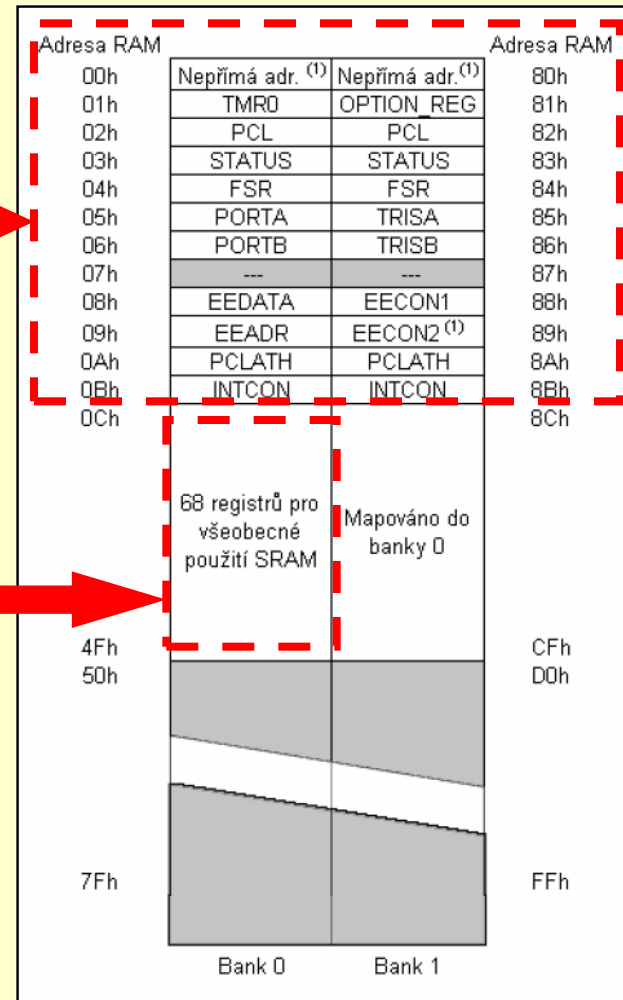 Adresa RAM Adresa RAM
00h Nepřímá adr. (1) Nepřímá adr.(1) 80h
01h TMR0 OPTION_REG 81h
02h PCL PCL 82h
03h STATUS STATUS 83h
04h FSR FSR 84h
05h PORTA TRISA 85h
06h PORTB TRISB 86h
07h --- --- 87h
08h EEDATA EECON1 88h
09h EEADR EECON2 (1) 89h
0Ah PCLATH PCLATH 8Ah
0Bh INTCON INTCON 8Bh
0Ch 8Ch
68 registrů pro
všeobecné
použití SRAM
Mapováno do
banky 0
4Fh CFh
50h D0h
7Fh FFh
Bank 0 Bank 1